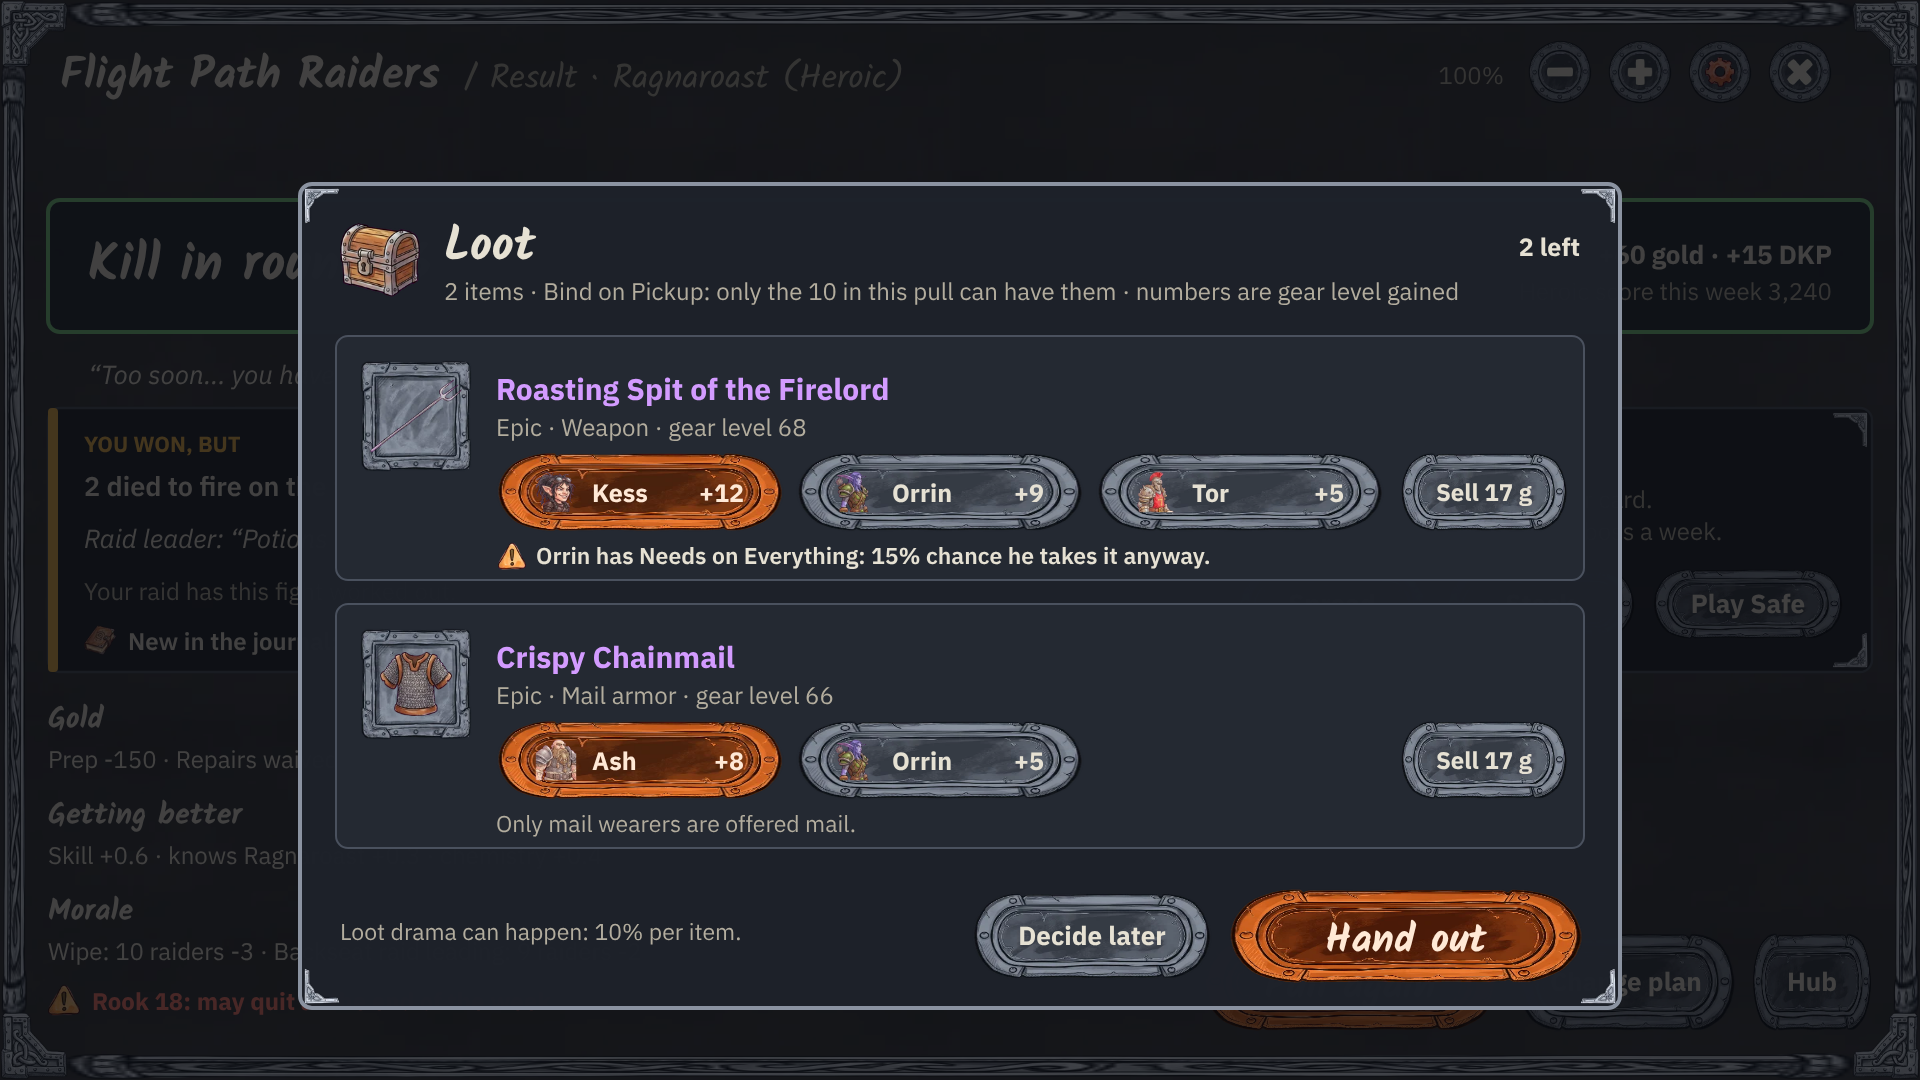 Flight Path Raiders / Result · Ragnaroast (Heroic)
100%
Kill in rou
60 gold · +15 DKP
ore this week 3,240
"Too soon... you he
YOU WON, BUT
2 died to fire on t
Raid leader: "Potio
Your raid has this fig
New in the jour
rd.
s a week.
Play Safe
Gold
Prep -150 · Repairs wai
Getting better
Skill +0.6 · knows Ragn
Morale
Wipe: 10 raiders -3 · Ba
Rook 18: may quit
ge plan
Hub
Loot
2 left
2 items · Bind on Pickup: only the 10 in this pull can have them · numbers are gear level gained
Roasting Spit of the Firelord
Epic · Weapon · gear level 68
Kess +12
Orrin +9
Tor +5
Sell 17 g
Orrin has Needs on Everything: 15% chance he takes it anyway.
Crispy Chainmail
Epic · Mail armor · gear level 66
Ash +8
Orrin +5
Sell 17 g
Only mail wearers are offered mail.
Loot drama can happen: 10% per item.
Decide later
Hand out